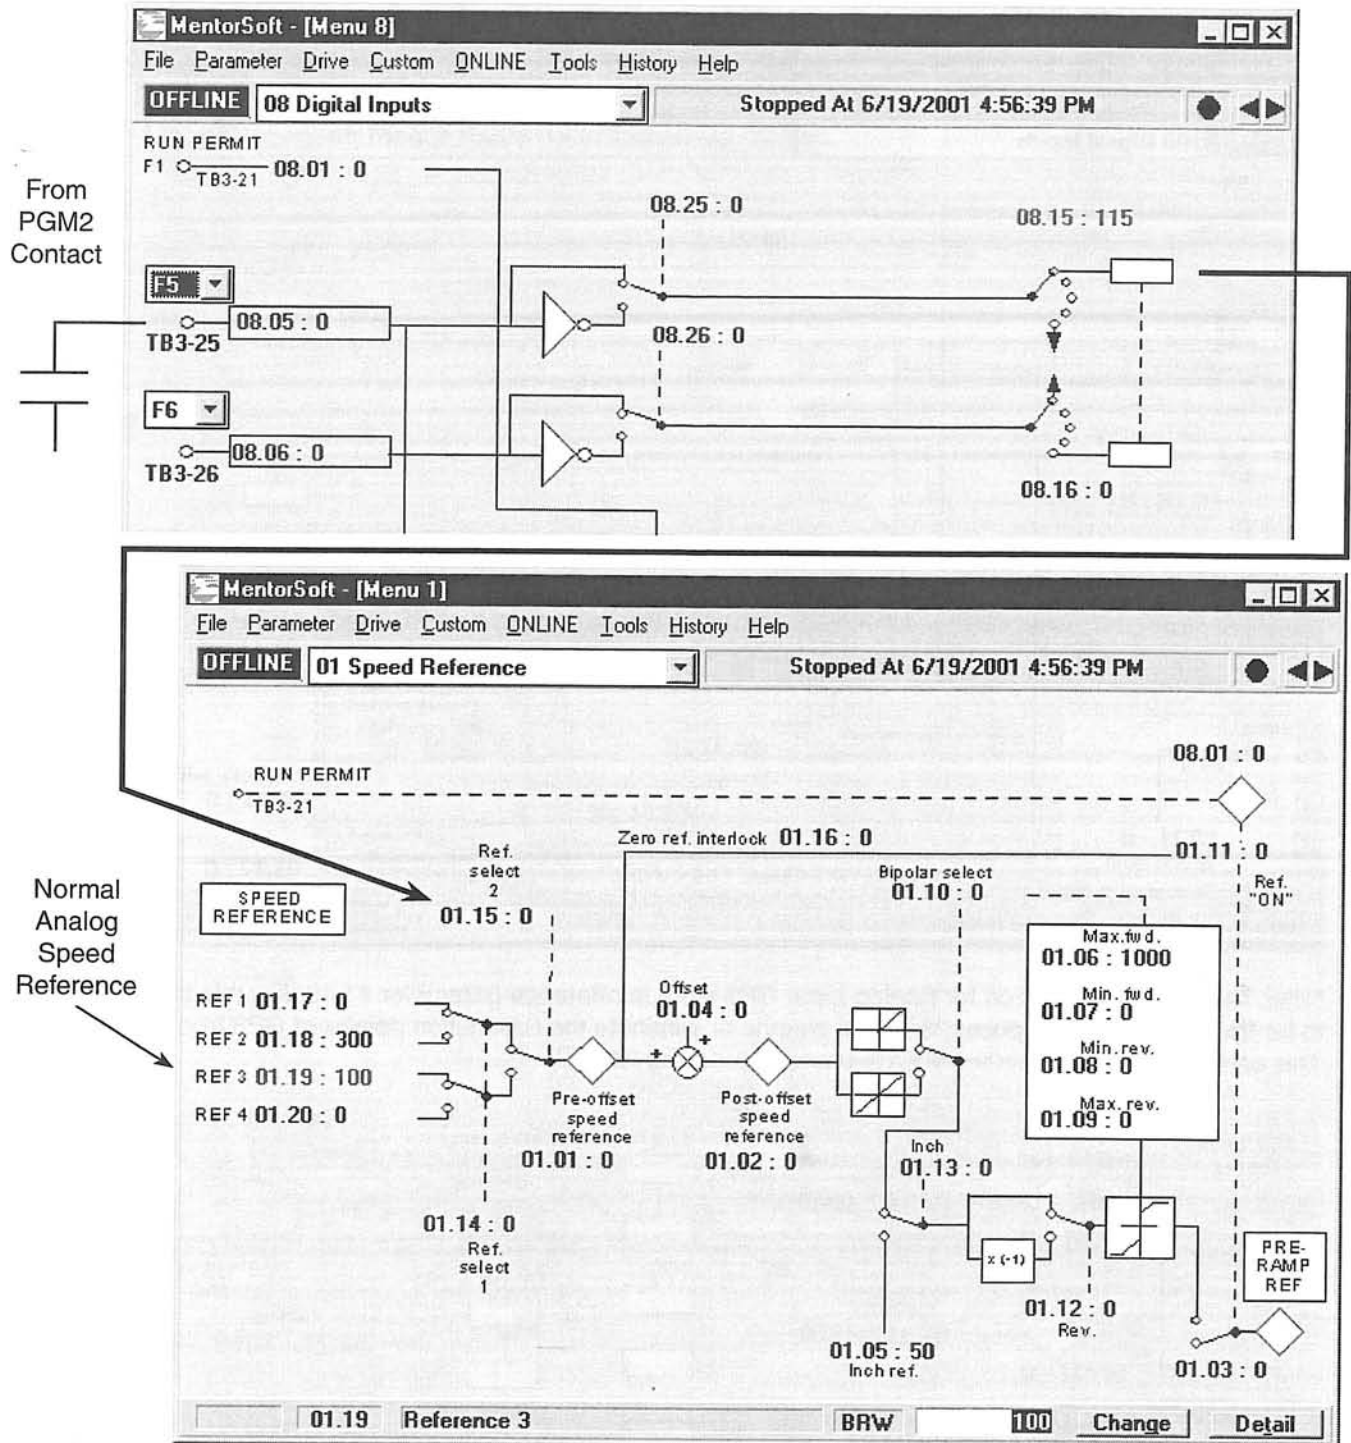 MentorSoft - [Menu 8]
File Parameter Drive Custom ONLINE Tools History Help
OFFLINE 08 Digital Inputs Stopped At 6/19/2001 4:56:39 PM
RUN PERMIT
F1 TB3-21 08.01 : 0
From
PGM2
Contact
08.25 : 0
08.15 : 115
F5
08.05 : 0
TB3-25
08.26 : 0
F6
08.06 : 0
TB3-26
08.16 : 0
MentorSoft - [Menu 1]
File Parameter Drive Custom ONLINE Tools History Help
OFFLINE 01 Speed Reference Stopped At 6/19/2001 4:56:39 PM
08.01 : 0
RUN PERMIT
TB3-21
Zero ref. interlock 01.16 : 0
01.11 : 0
Ref.
"ON"
Ref.
select
2
01.15 : 0
Bipolar select
01.10 : 0
Normal
Analog
Speed
Reference
SPEED
REFERENCE
Max.fwd.
01.06 : 1000
Min. fwd.
01.07 : 0
Min. rev.
01.08 : 0
Max. rev.
01.09 : 0
REF 1 01.17 : 0
REF 2 01.18 : 300
REF 3 01.19 : 100
REF 4 01.20 : 0
Offset
01.04 : 0
+
+
Pre-offset
speed
reference
01.01 : 0
Post-offset
speed
reference
01.02 : 0
Inch
01.13 : 0
01.14 : 0
Ref.
select
1
x (-1)
PRE-
RAMP
REF
01.12 : 0
Rev.
01.05 : 50
Inch ref.
01.03 : 0
01.19 Reference 3 BRW 100 Change Detail